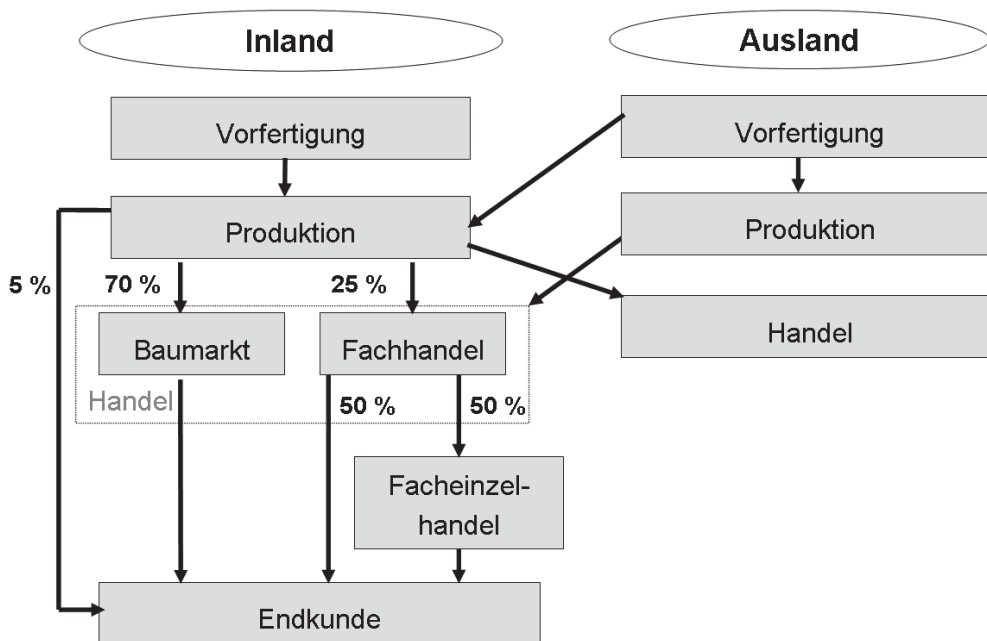 Inland
Ausland
Vorfertigung
Vorfertigung
Produktion
Produktion
5 %
70 %
25 %
Handel
Baumarkt
Fachhandel
Handel
50 %
50 %
Facheinzel-
handel
Endkunde